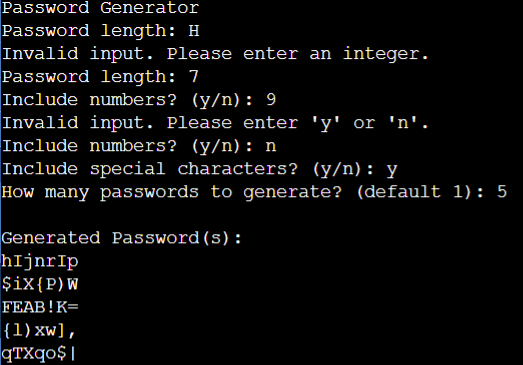 Password Generator
Password length: H
Invalid input. Please enter an integer.
Password length: 7
Include numbers? (y/n): 9
Invalid input. Please enter 'y' or 'n'.
Include numbers? (y/n): n
Include special characters? (y/n): y
How many passwords to generate? (default 1): 5
Generated Password(s):
hIjnrIp
$iX{P)W
FEAB!K=
{l)xw],
qTXqo$|